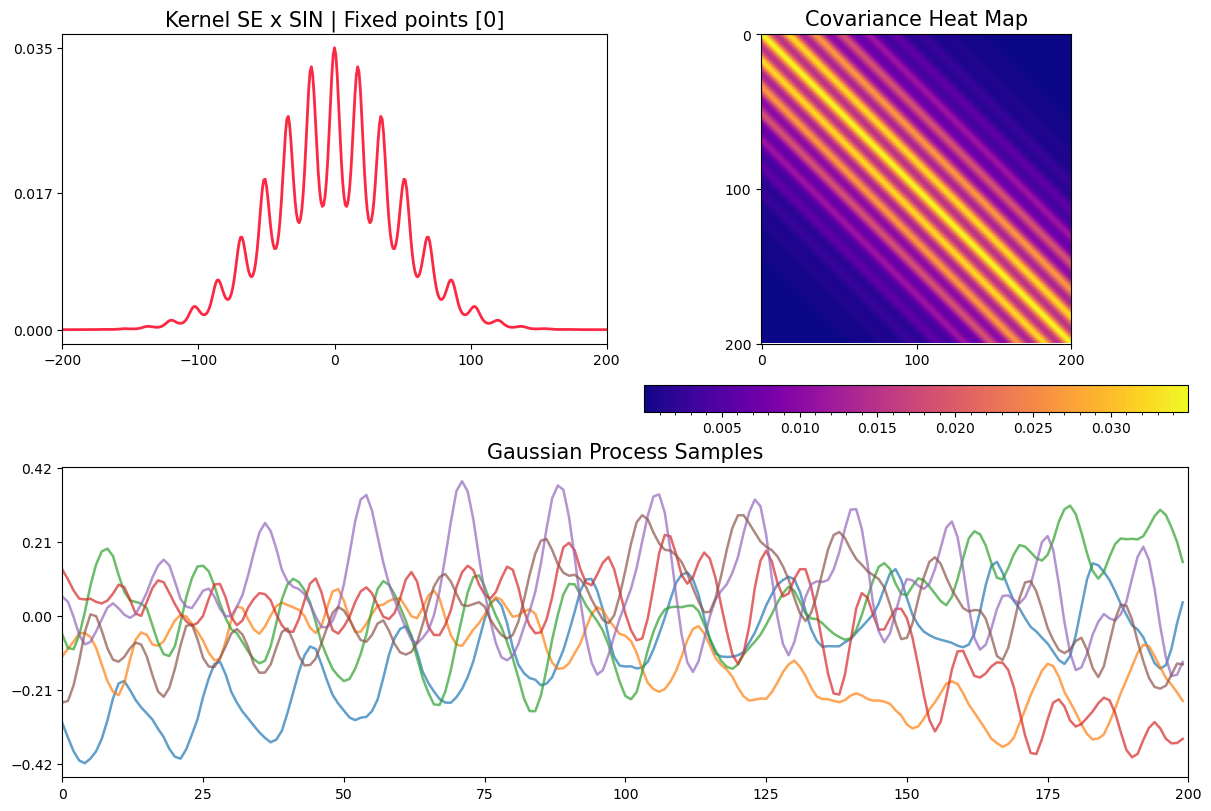 Kernel SE x SIN | Fixed points [0]
0.035
0.017
0.000
−200 −100 0 100 200
Covariance Heat Map
0
100
200
0 100 200
0.005 0.010 0.015 0.020 0.025 0.030
Gaussian Process Samples
0.42
0.21
0.00
−0.21
−0.42
0 25 50 75 100 125 150 175 200